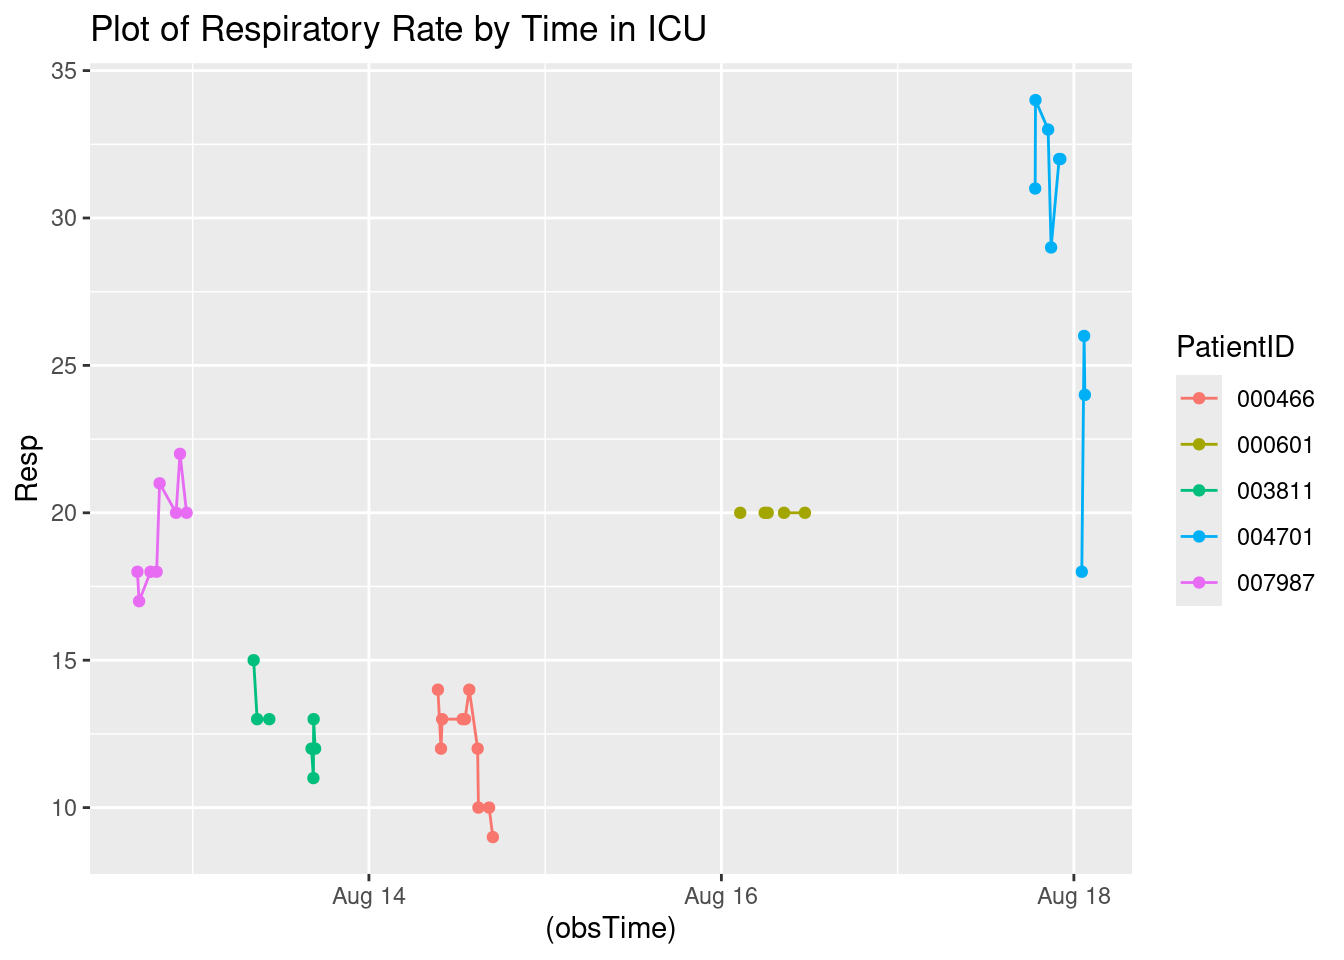 Plot of Respiratory Rate by Time in ICU
35
30
25
20
15
10
Resp
Aug 14
Aug 16
Aug 18
(obsTime)
PatientID
000466
000601
003811
004701
007987